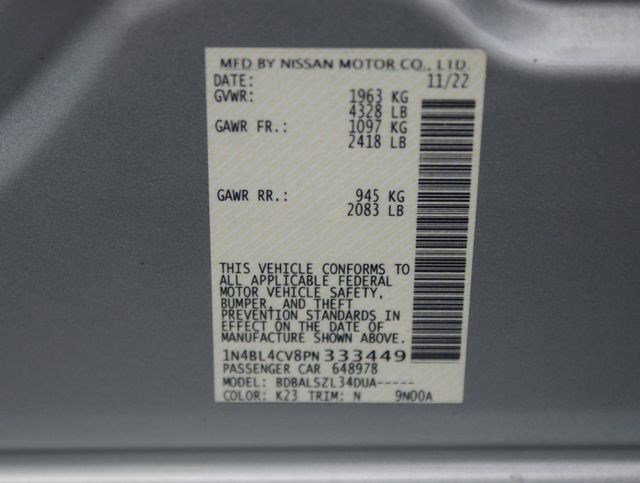 MFD BY NISSAN MOTOR CO., LTD.
DATE: 11/22
GVWR: 1963 KG
4328 LB
GAWR FR.: 1097 KG
2418 LB
GAWR RR.: 945 KG
2083 LB
THIS VEHICLE CONFORMS TO
ALL APPLICABLE FEDERAL
MOTOR VEHICLE SAFETY,
BUMPER, AND THEFT
PREVENTION STANDARDS IN
EFFECT ON THE DATE OF
MANUFACTURE SHOWN ABOVE.
1N4BL4CV8PN333449
PASSENGER CAR 648978
MODEL: BDBALSZL34DUA-----
COLOR: K23 TRIM: N 9N00A